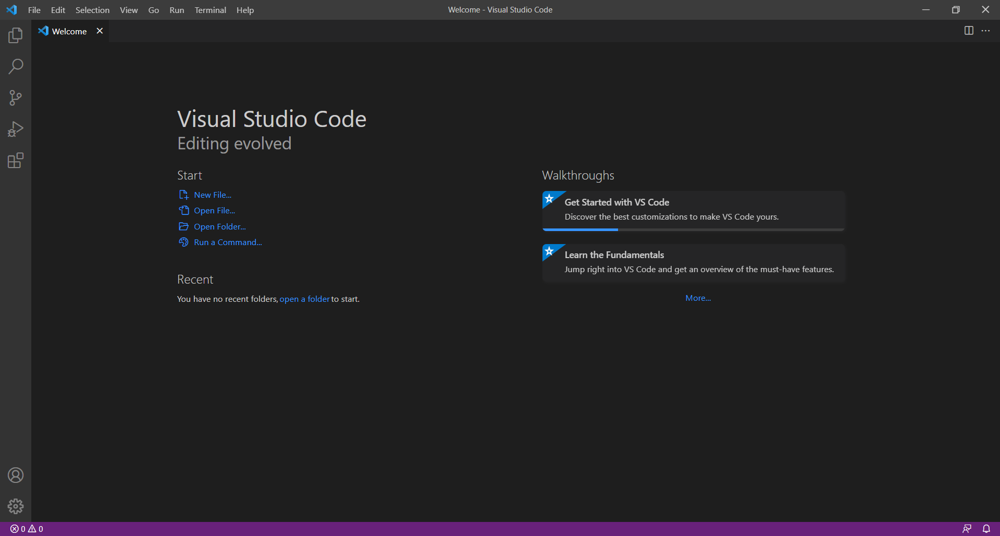 File Edit Selection View Go Run Terminal Help
Welcome - Visual Studio Code
Welcome
Visual Studio Code
Editing evolved
Start
New File...
Open File...
Open Folder...
Run a Command...
Recent
You have no recent folders, open a folder to start.
Walkthroughs
Get Started with VS Code
Discover the best customizations to make VS Code yours.
Learn the Fundamentals
Jump right into VS Code and get an overview of the must-have features.
More...
0 0